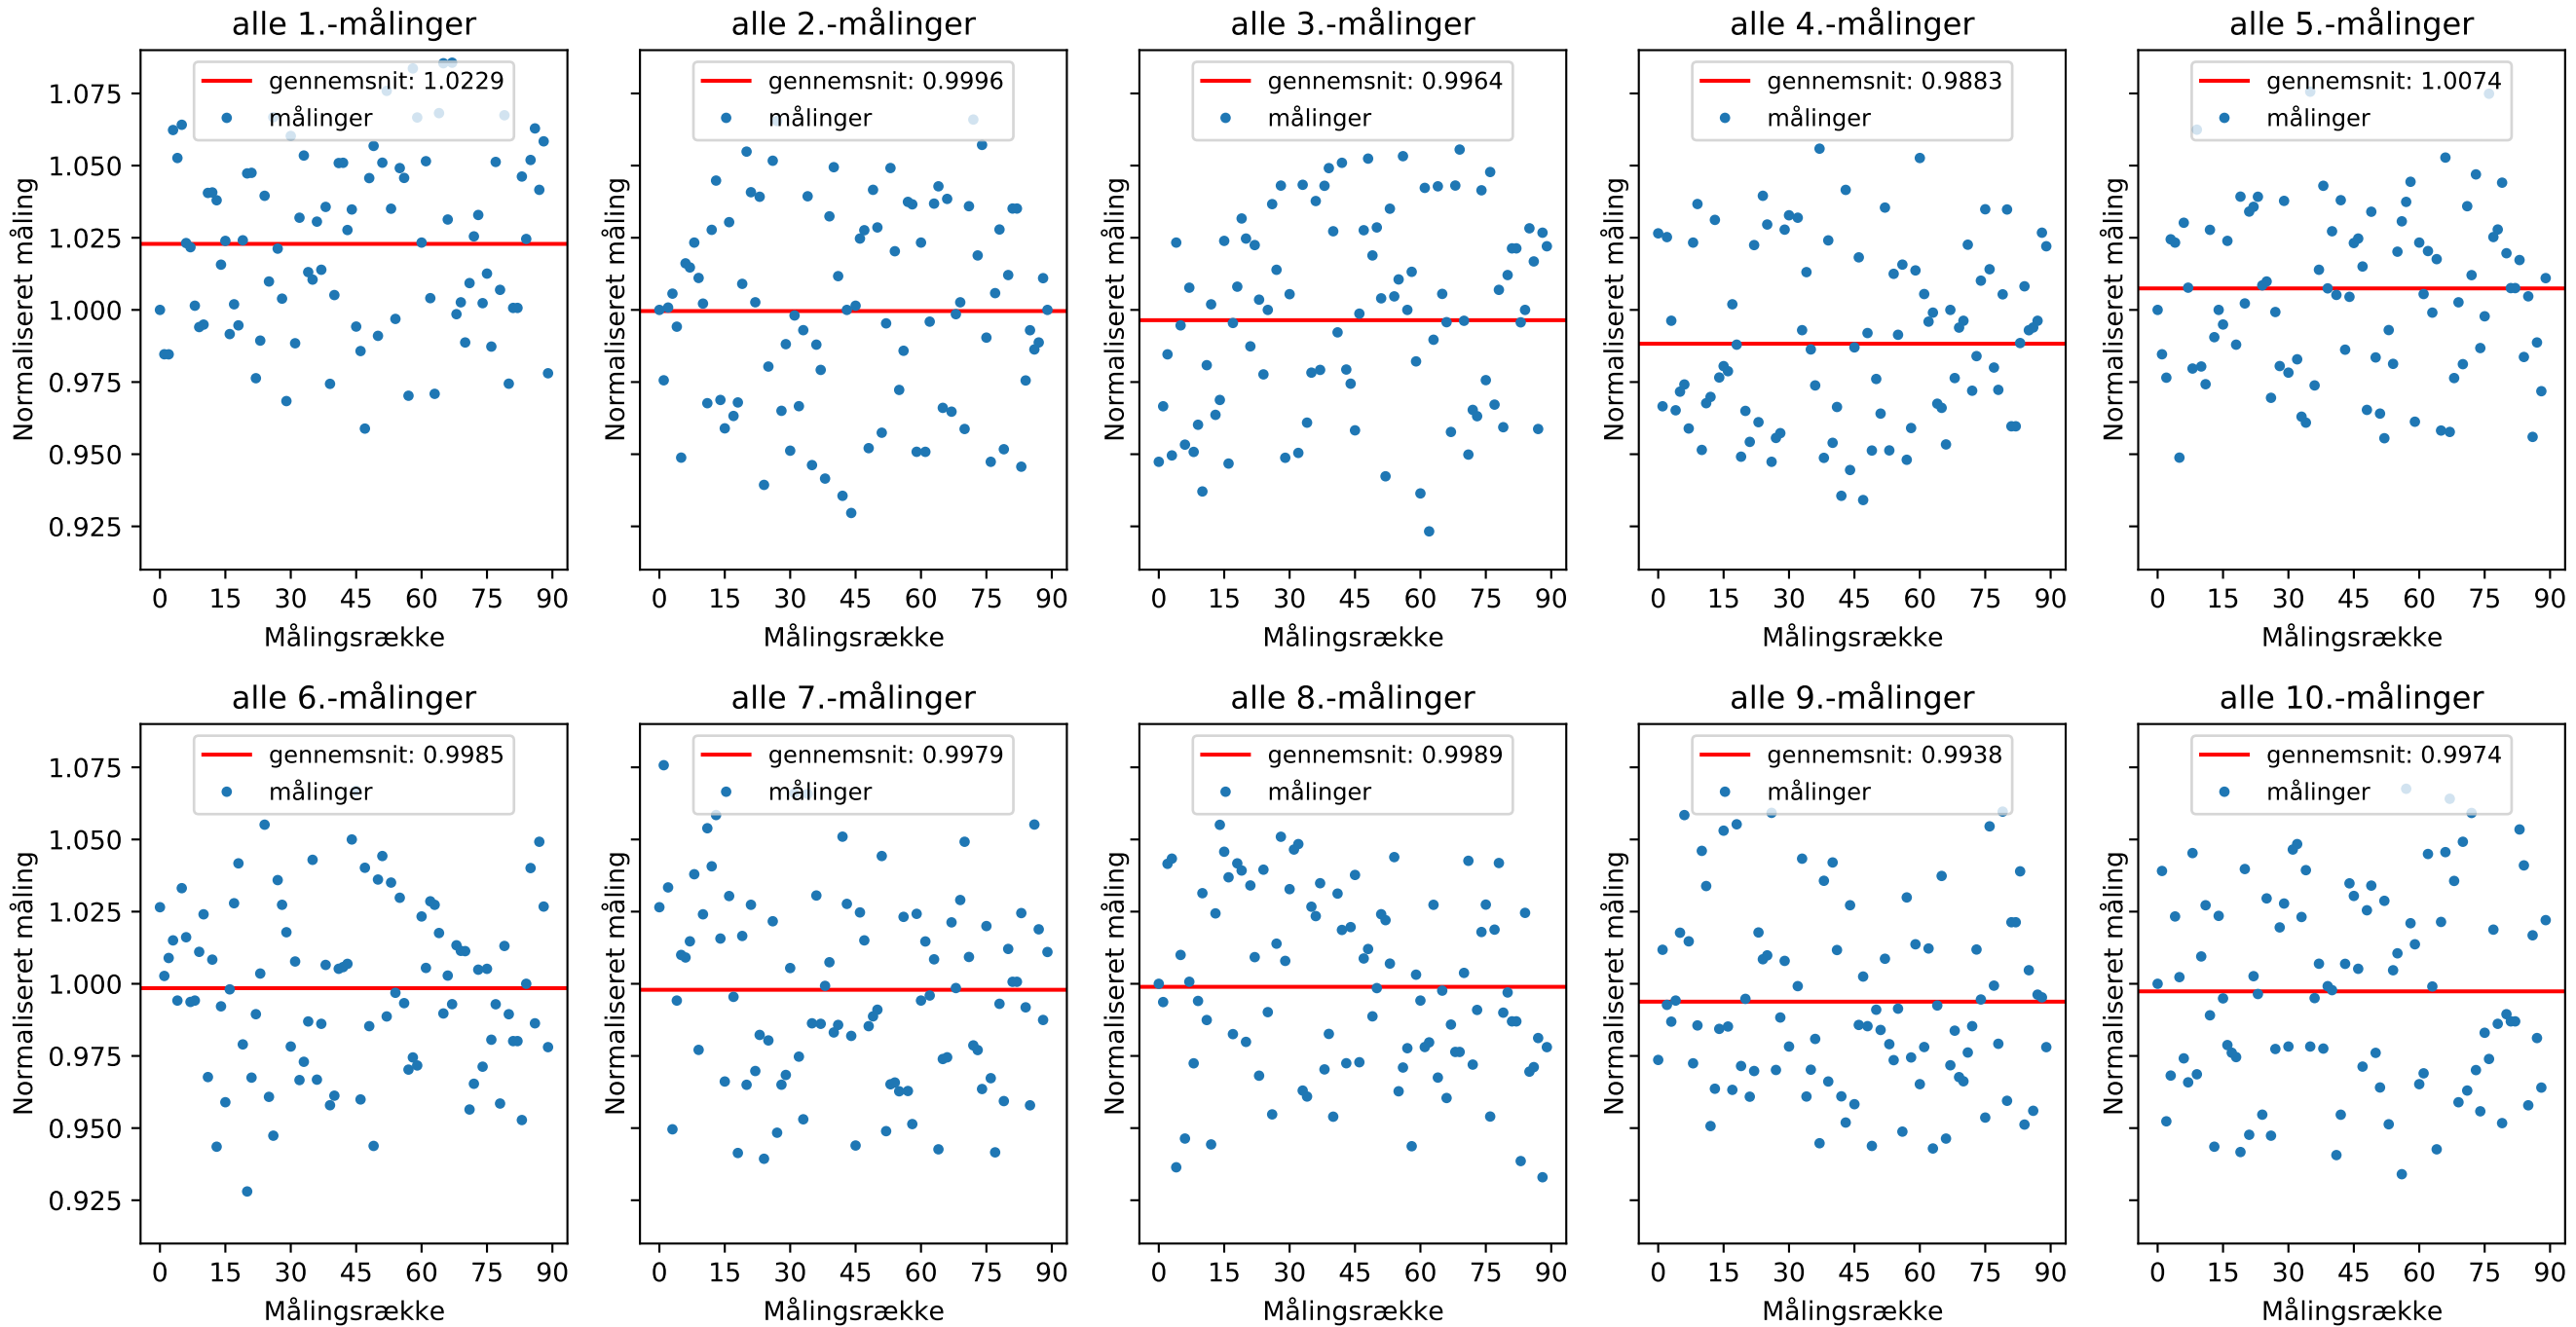 alle 1.-målinger
gennemsnit: 1.0229
målinger
Normaliseret måling
1.075
1.050
1.025
1.000
0.975
0.950
0.925
0 15 30 45 60 75 90
Målingsrække
alle 2.-målinger
gennemsnit: 0.9996
målinger
Normaliseret måling
0 15 30 45 60 75 90
Målingsrække
alle 3.-målinger
gennemsnit: 0.9964
målinger
Normaliseret måling
0 15 30 45 60 75 90
Målingsrække
alle 4.-målinger
gennemsnit: 0.9883
målinger
Normaliseret måling
0 15 30 45 60 75 90
Målingsrække
alle 5.-målinger
gennemsnit: 1.0074
målinger
Normaliseret måling
0 15 30 45 60 75 90
Målingsrække
alle 6.-målinger
gennemsnit: 0.9985
målinger
Normaliseret måling
1.075
1.050
1.025
1.000
0.975
0.950
0.925
0 15 30 45 60 75 90
Målingsrække
alle 7.-målinger
gennemsnit: 0.9979
målinger
Normaliseret måling
0 15 30 45 60 75 90
Målingsrække
alle 8.-målinger
gennemsnit: 0.9989
målinger
Normaliseret måling
0 15 30 45 60 75 90
Målingsrække
alle 9.-målinger
gennemsnit: 0.9938
målinger
Normaliseret måling
0 15 30 45 60 75 90
Målingsrække
alle 10.-målinger
gennemsnit: 0.9974
målinger
Normaliseret måling
0 15 30 45 60 75 90
Målingsrække